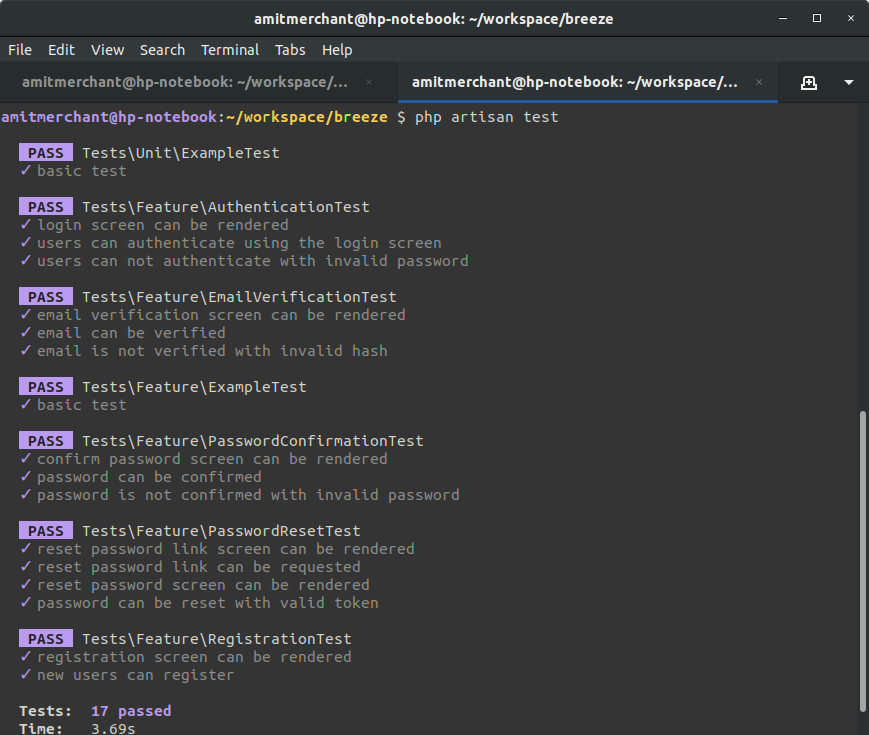 amitmerchant@hp-notebook: ~/workspace/breeze
File Edit View Search Terminal Tabs Help
amitmerchant@hp-notebook: ~/workspace/... × amitmerchant@hp-notebook: ~/workspace/... ×
amitmerchant@hp-notebook:~/workspace/breeze $ php artisan test
PASS Tests\Unit\ExampleTest
✓ basic test
PASS Tests\Feature\AuthenticationTest
✓ login screen can be rendered
✓ users can authenticate using the login screen
✓ users can not authenticate with invalid password
PASS Tests\Feature\EmailVerificationTest
✓ email verification screen can be rendered
✓ email can be verified
✓ email is not verified with invalid hash
PASS Tests\Feature\ExampleTest
✓ basic test
PASS Tests\Feature\PasswordConfirmationTest
✓ confirm password screen can be rendered
✓ password can be confirmed
✓ password is not confirmed with invalid password
PASS Tests\Feature\PasswordResetTest
✓ reset password link screen can be rendered
✓ reset password link can be requested
✓ reset password screen can be rendered
✓ password can be reset with valid token
PASS Tests\Feature\RegistrationTest
✓ registration screen can be rendered
✓ new users can register
Tests: 17 passed
Time: 3.69s